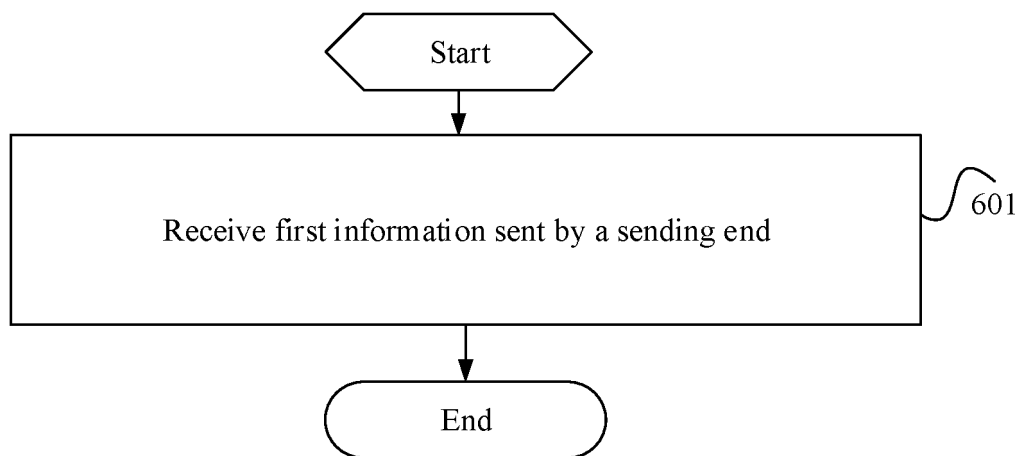 Start
Receive first information sent by a sending end
601
End